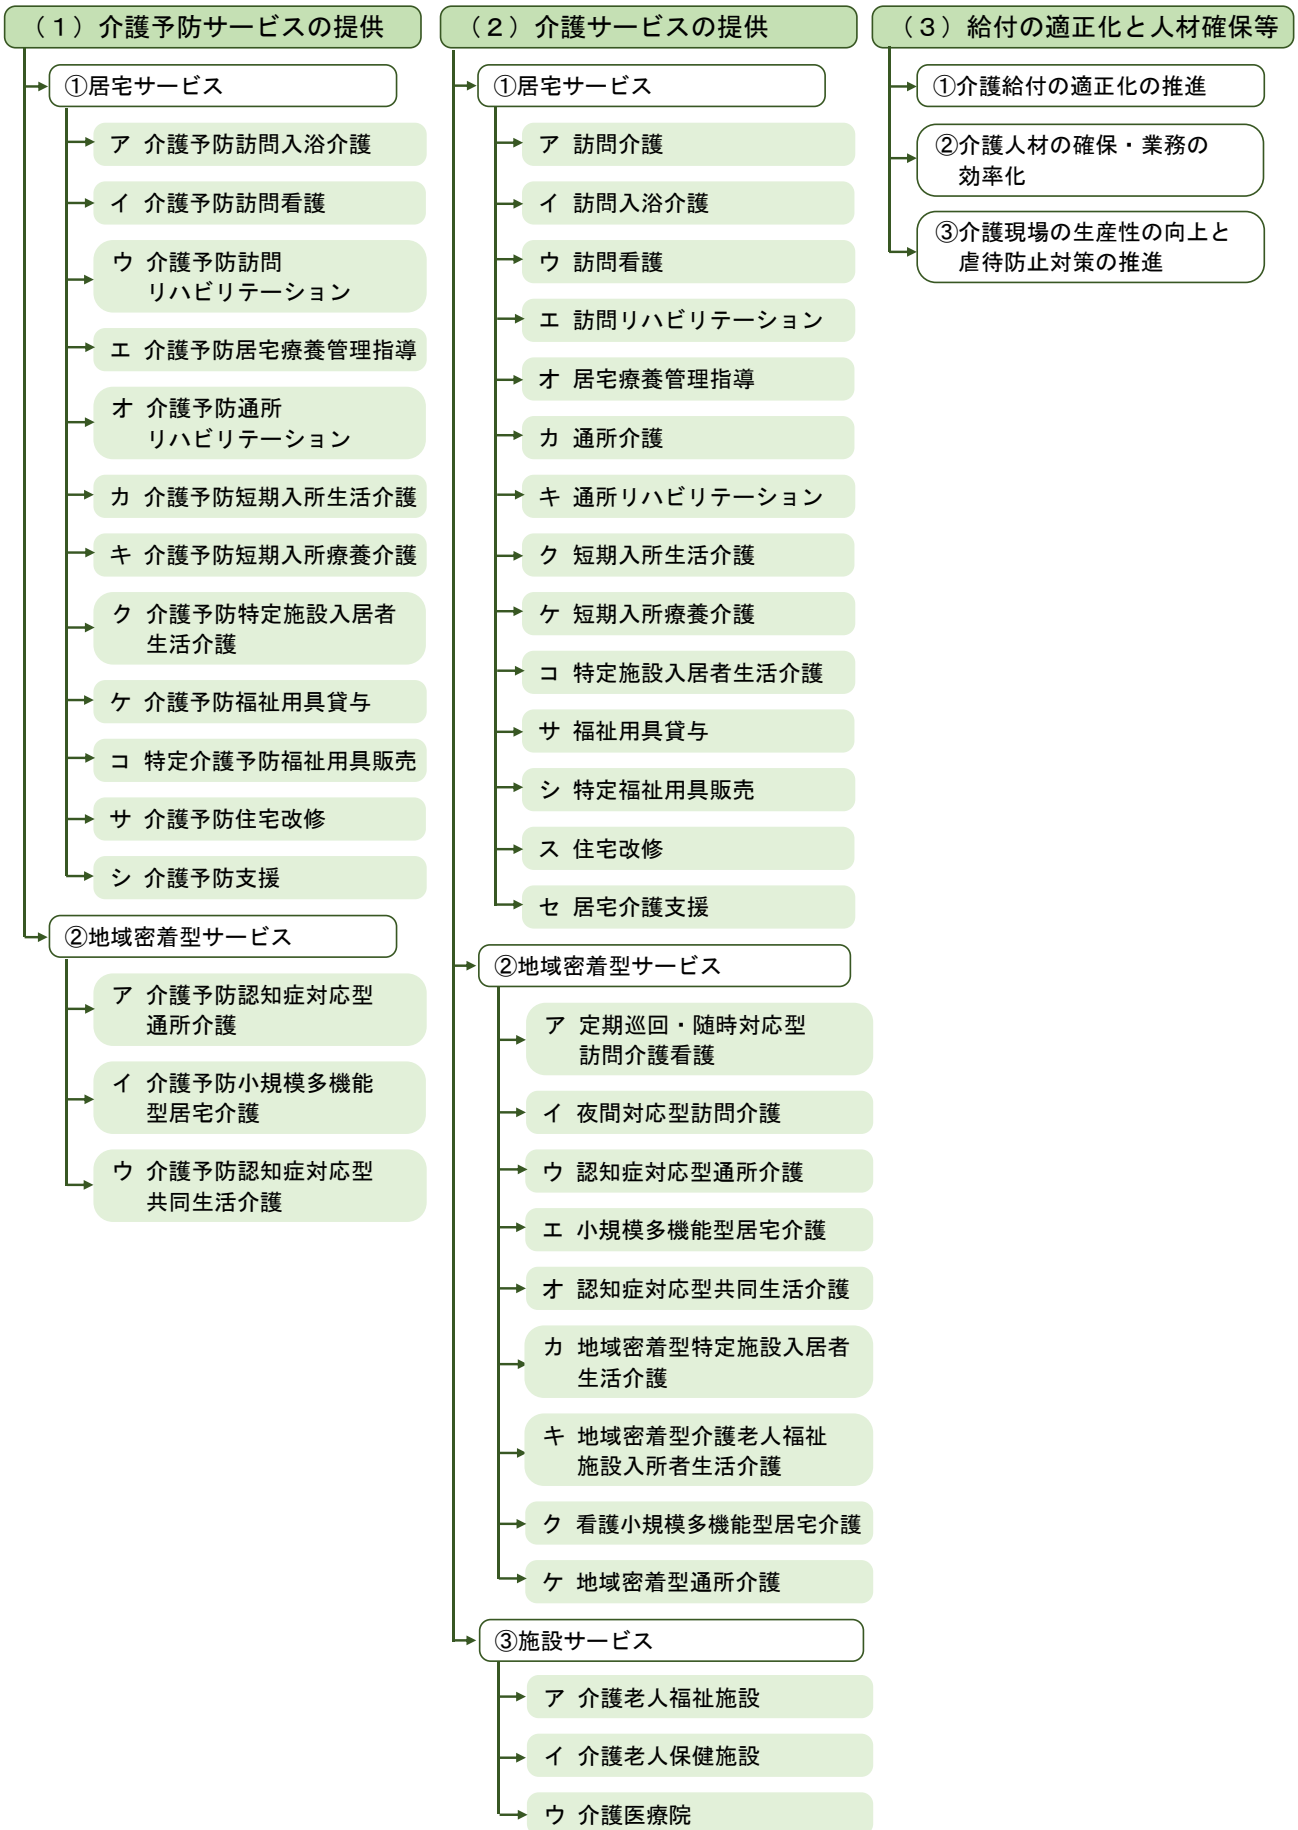 （１）介護予防サービスの提供
①居宅サービス
ア 介護予防訪問入浴介護
イ 介護予防訪問看護
ウ 介護予防訪問
リハビリテーション
エ 介護予防居宅療養管理指導
オ 介護予防通所
リハビリテーション
カ 介護予防短期入所生活介護
キ 介護予防短期入所療養介護
ク 介護予防特定施設入居者
生活介護
ケ 介護予防福祉用具貸与
コ 特定介護予防福祉用具販売
サ 介護予防住宅改修
シ 介護予防支援
②地域密着型サービス
ア 介護予防認知症対応型
通所介護
イ 介護予防小規模多機能
型居宅介護
ウ 介護予防認知症対応型
共同生活介護
（２）介護サービスの提供
①居宅サービス
ア 訪問介護
イ 訪問入浴介護
ウ 訪問看護
エ 訪問リハビリテーション
オ 居宅療養管理指導
カ 通所介護
キ 通所リハビリテーション
ク 短期入所生活介護
ケ 短期入所療養介護
コ 特定施設入居者生活介護
サ 福祉用具貸与
シ 特定福祉用具販売
ス 住宅改修
セ 居宅介護支援
②地域密着型サービス
ア 定期巡回・随時対応型
訪問介護看護
イ 夜間対応型訪問介護
ウ 認知症対応型通所介護
エ 小規模多機能型居宅介護
オ 認知症対応型共同生活介護
カ 地域密着型特定施設入居者
生活介護
キ 地域密着型介護老人福祉
施設入所者生活介護
ク 看護小規模多機能型居宅介護
ケ 地域密着型通所介護
③施設サービス
ア 介護老人福祉施設
イ 介護老人保健施設
ウ 介護医療院
（３）給付の適正化と人材確保等
①介護給付の適正化の推進
②介護人材の確保・業務の
効率化
③介護現場の生産性の向上と
虐待防止対策の推進